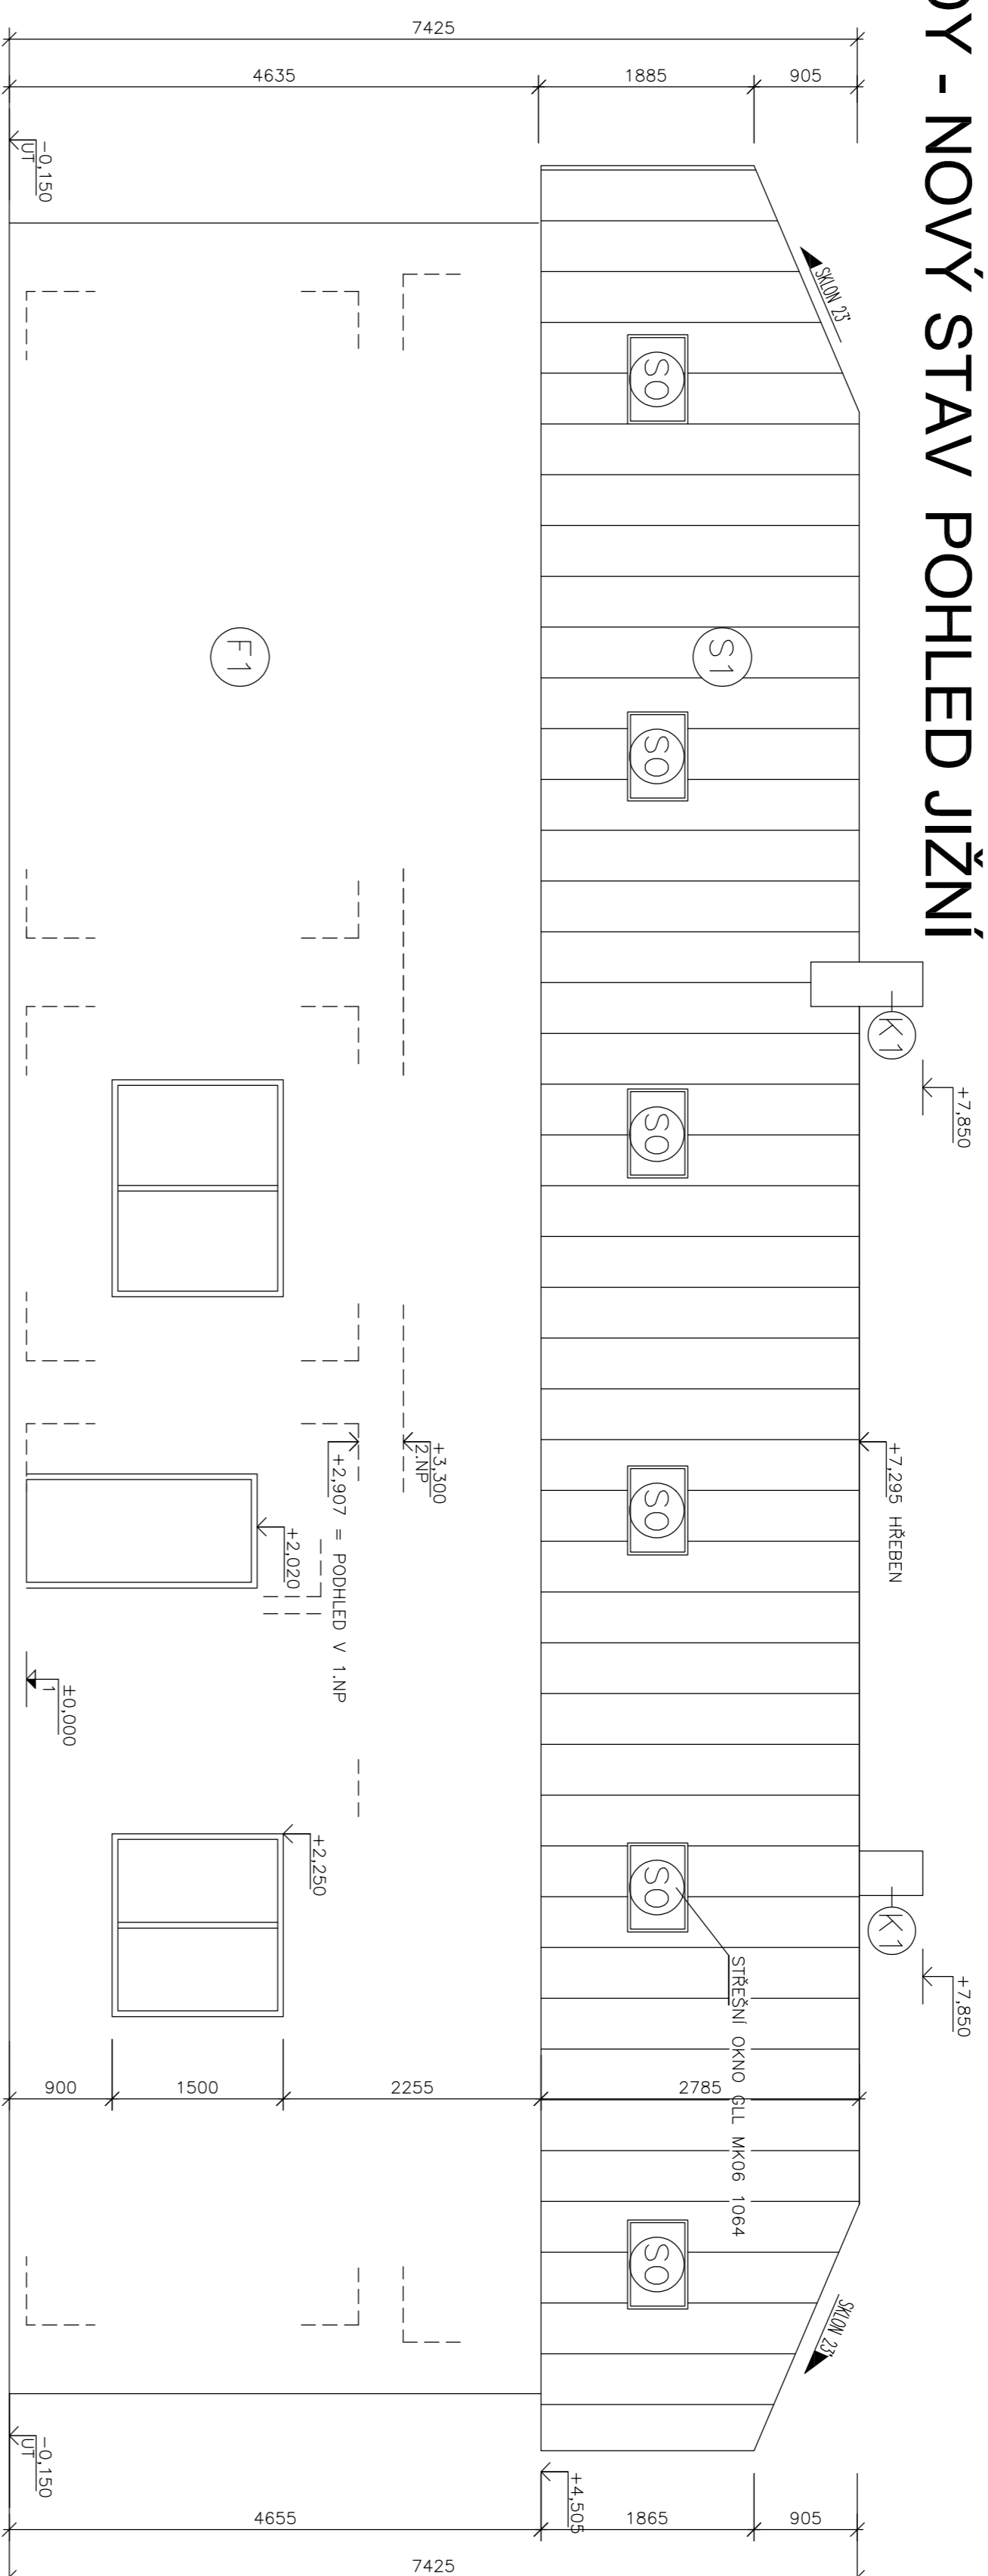 DY - NOVÝ STAV POHLED JIŽNÍ
+7,850
+7,850
K1
K1
+7,295 HŘEBEN
SKLON 23°
SKLON 23°
S1
STŘEŠNÍ OKNO GLL MK06 1064
SO
SO
SO
SO
SO
SO
+4,505
+3,300
2.NP
+2,907 = PODHLED V 1.NP
+2,250
+2,020
F1
±0,000
1
-0,150
UT
-0,150
UT
7425
4635
1885
905
900
1500
2255
2785
4655
1865
905
7425